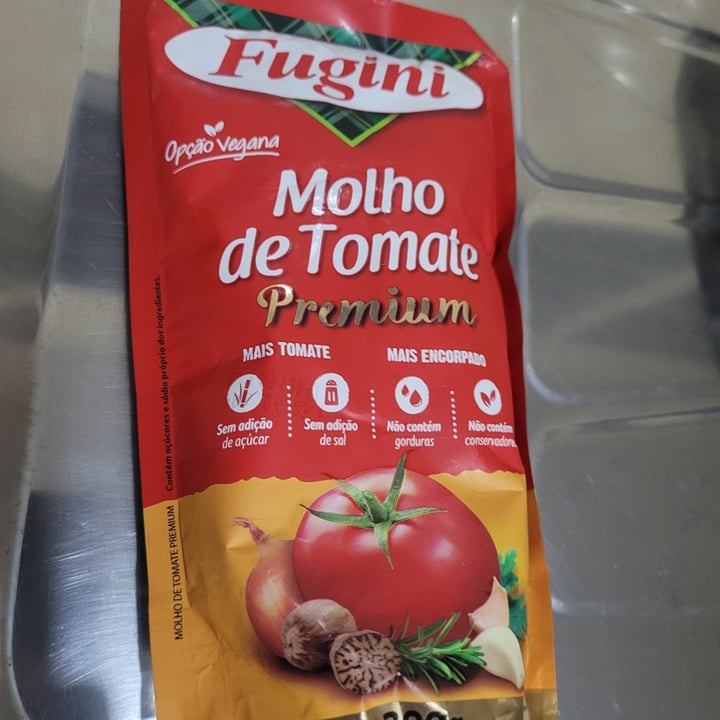 Fugini
Opção Vegana
Molho
de Tomate
Premium
MAIS TOMATE
MAIS ENCORPADO
Sem adição
de açúcar
Sem adição
de sal
Não contém
gorduras
Não contém
conservadores
MOLHO DE TOMATE PREMIUM Contém açúcares e sódio próprio dos ingredientes.